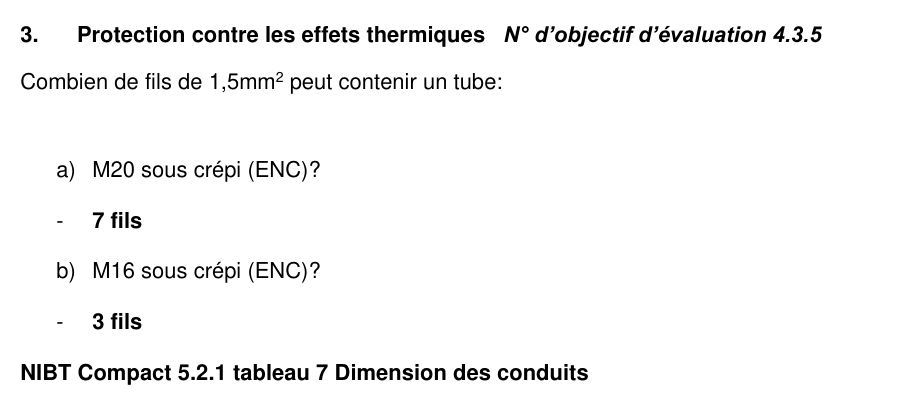 3. Protection contre les effets thermiques N° d'objectif d'évaluation 4.3.5
Combien de fils de 1,5mm² peut contenir un tube:
a) M20 sous crépi (ENC)?
- 7 fils
b) M16 sous crépi (ENC)?
- 3 fils
NIBT Compact 5.2.1 tableau 7 Dimension des conduits